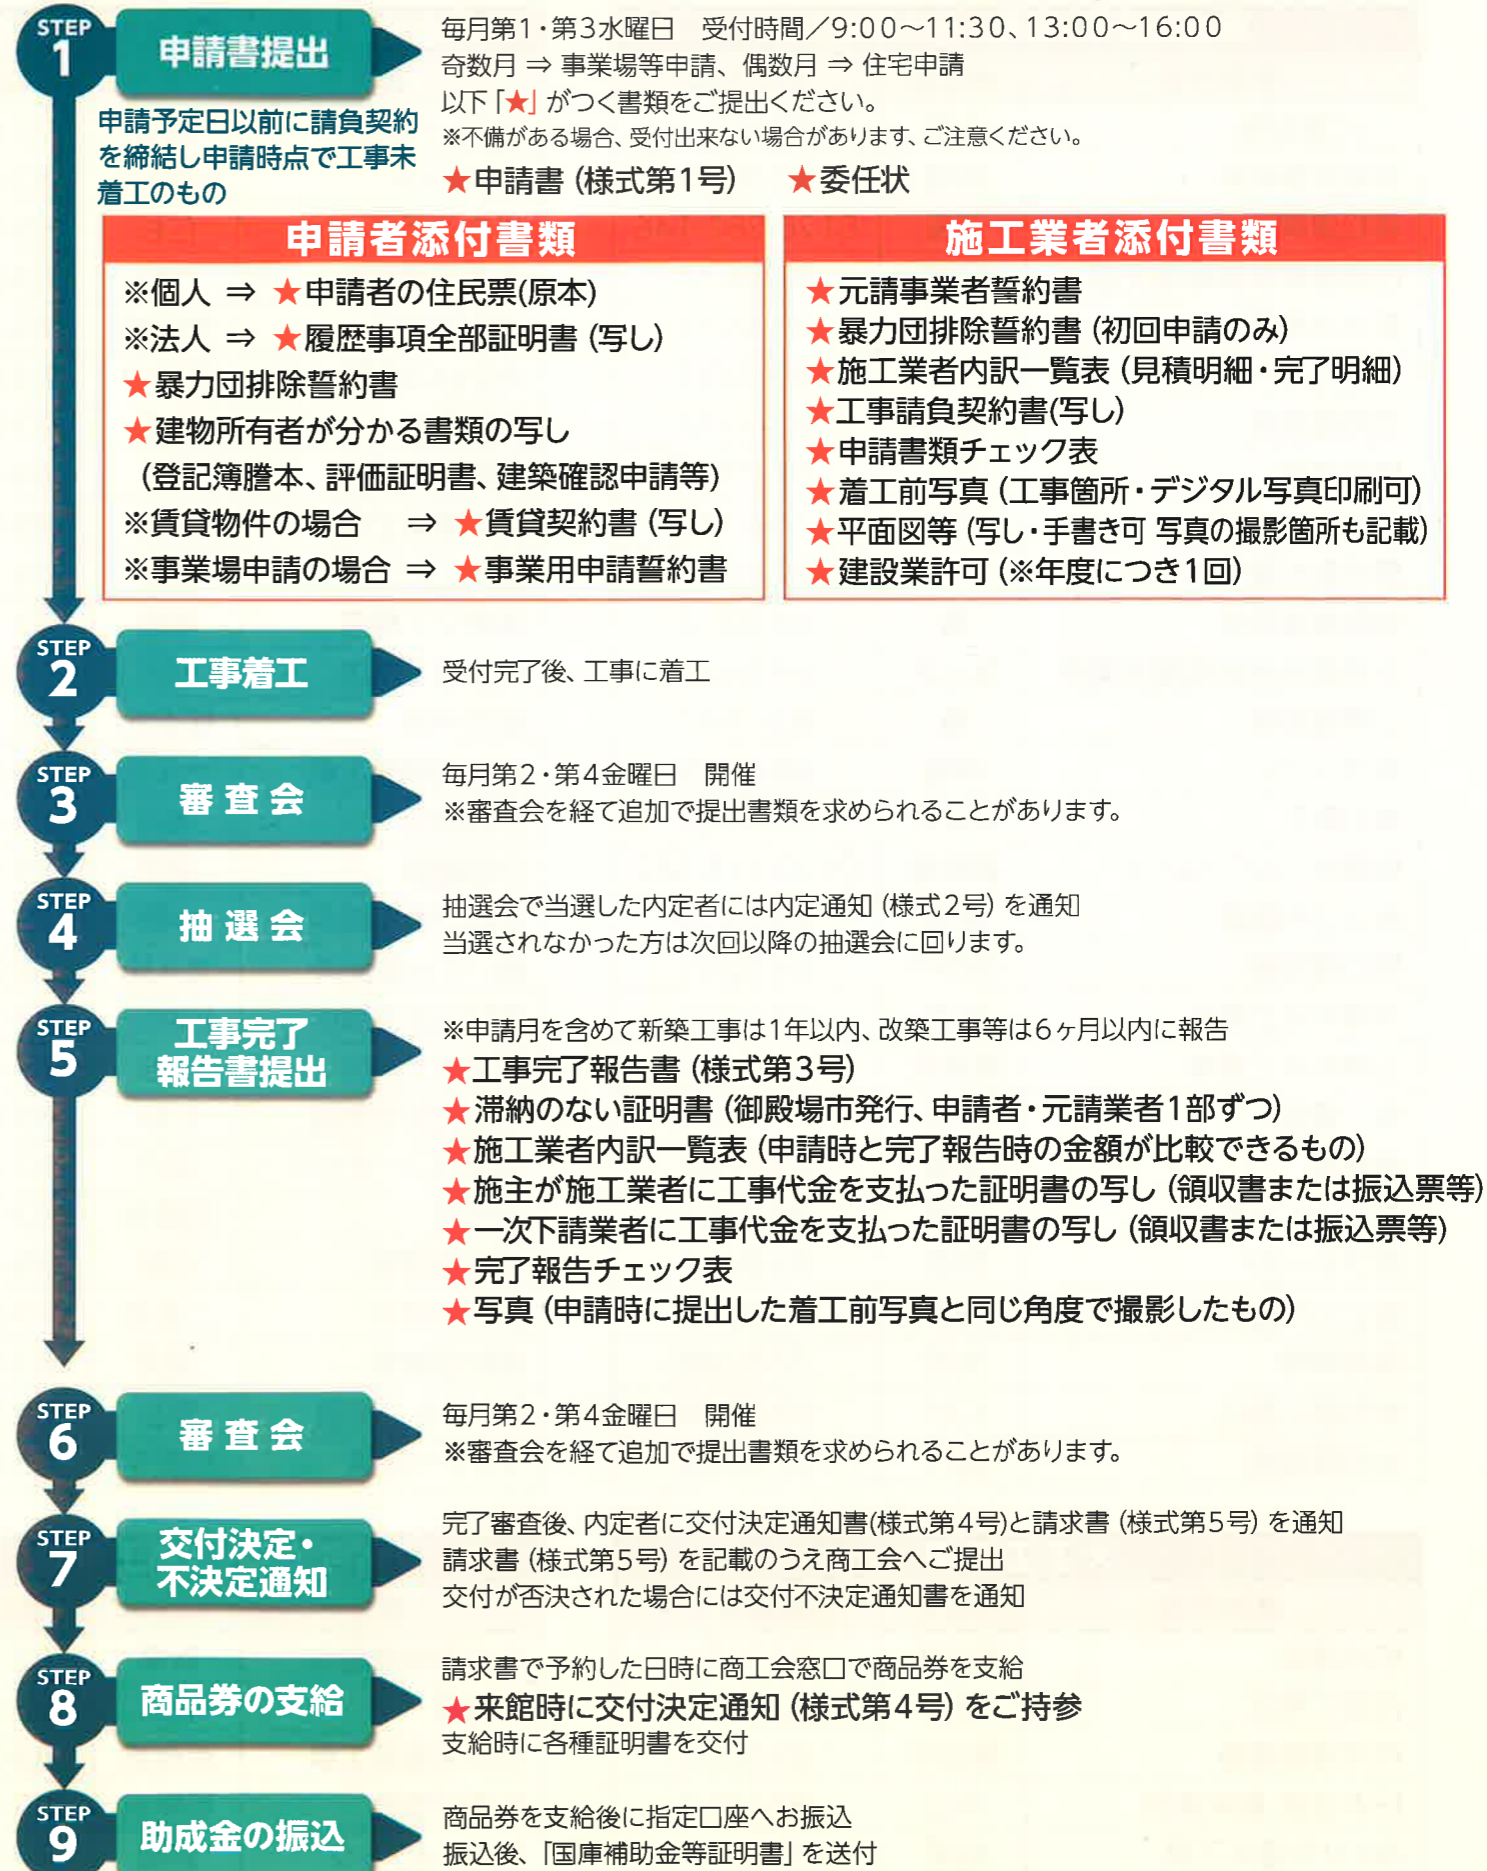 STEP 1
申請書提出
毎月第1・第3水曜日　受付時間／9:00～11:30、13:00～16:00
奇数月 ⇒ 事業場等申請、偶数月 ⇒ 住宅申請
以下「★」がつく書類をご提出ください。
※不備がある場合、受付出来ない場合があります、ご注意ください。
申請予定日以前に請負契約
を締結し申請時点で工事未
着工のもの
★申請書（様式第1号）　★委任状
申請者添付書類
※個人 ⇒ ★申請者の住民票(原本)
※法人 ⇒ ★履歴事項全部証明書（写し）
★暴力団排除誓約書
★建物所有者が分かる書類の写し
（登記簿謄本、評価証明書、建築確認申請等）
※賃貸物件の場合　⇒ ★賃貸契約書（写し）
※事業場申請の場合 ⇒ ★事業用申請誓約書
施工業者添付書類
★元請事業者誓約書
★暴力団排除誓約書（初回申請のみ）
★施工業者内訳一覧表（見積明細・完了明細）
★工事請負契約書(写し)
★申請書類チェック表
★着工前写真（工事箇所・デジタル写真印刷可）
★平面図等（写し・手書き可 写真の撮影箇所も記載）
★建設業許可（※年度につき1回）
STEP 2
工事着工
受付完了後、工事に着工
STEP 3
審査会
毎月第2・第4金曜日　開催
※審査会を経て追加で提出書類を求められることがあります。
STEP 4
抽選会
抽選会で当選した内定者には内定通知（様式2号）を通知
当選されなかった方は次回以降の抽選会に回ります。
STEP 5
工事完了
報告書提出
※申請月を含めて新築工事は1年以内、改築工事等は6ヶ月以内に報告
★工事完了報告書（様式第3号）
★滞納のない証明書（御殿場市発行、申請者・元請業者1部ずつ）
★施工業者内訳一覧表（申請時と完了報告時の金額が比較できるもの）
★施主が施工業者に工事代金を支払った証明書の写し（領収書または振込票等）
★一次下請業者に工事代金を支払った証明書の写し（領収書または振込票等）
★完了報告チェック表
★写真（申請時に提出した着工前写真と同じ角度で撮影したもの）
STEP 6
審査会
毎月第2・第4金曜日　開催
※審査会を経て追加で提出書類を求められることがあります。
STEP 7
交付決定・
不決定通知
完了審査後、内定者に交付決定通知書(様式第4号)と請求書（様式第5号）を通知
請求書（様式第5号）を記載のうえ商工会へご提出
交付が否決された場合には交付不決定通知書を通知
STEP 8
商品券の支給
請求書で予約した日時に商工会窓口で商品券を支給
★来館時に交付決定通知（様式第4号）をご持参
支給時に各種証明書を交付
STEP 9
助成金の振込
商品券を支給後に指定口座へお振込
振込後、「国庫補助金等証明書」を送付